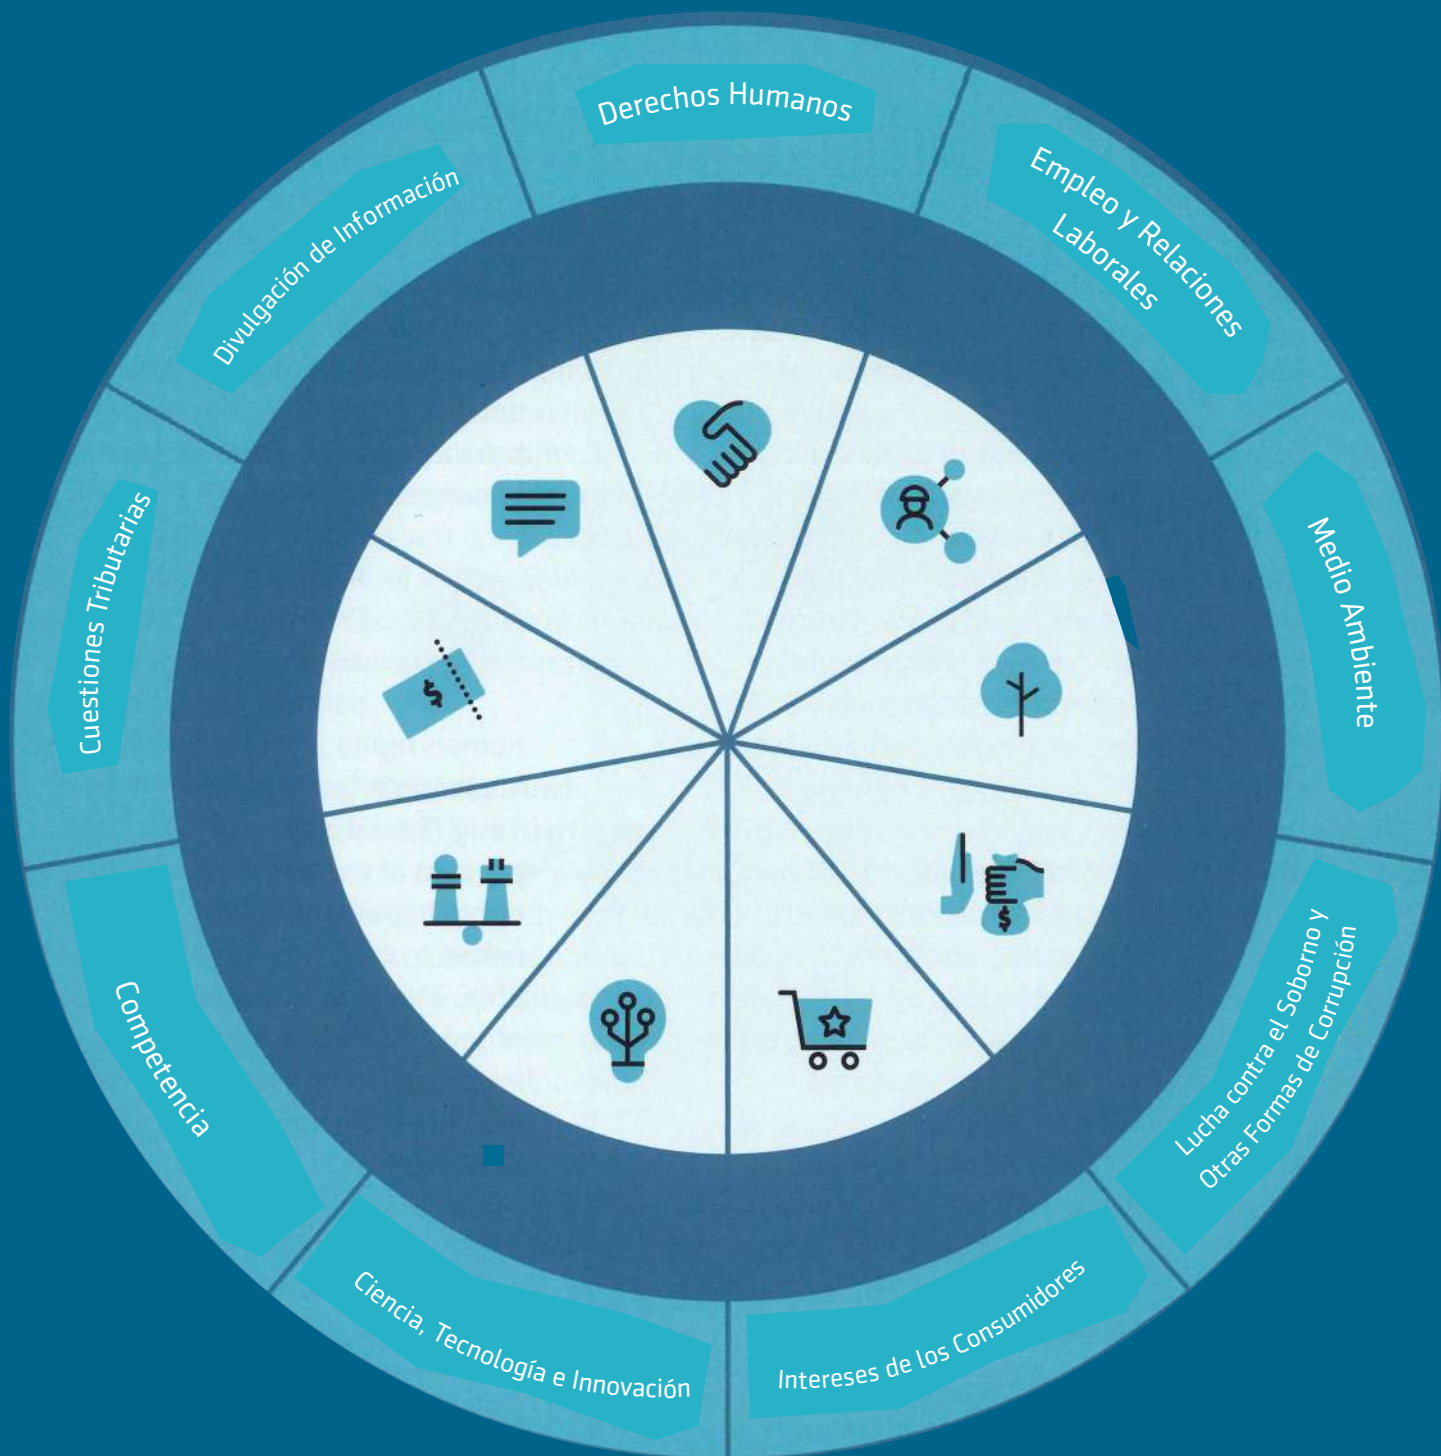 Derechos Humanos
Empleo y Relaciones
Laborales
Medio Ambiente
Lucha contra el Soborno y
Otras Formas de Corrupción
Intereses de los Consumidores
Ciencia, Tecnología e Innovación
Competencia
Cuestiones Tributarias
Divulgación de Información
$
$